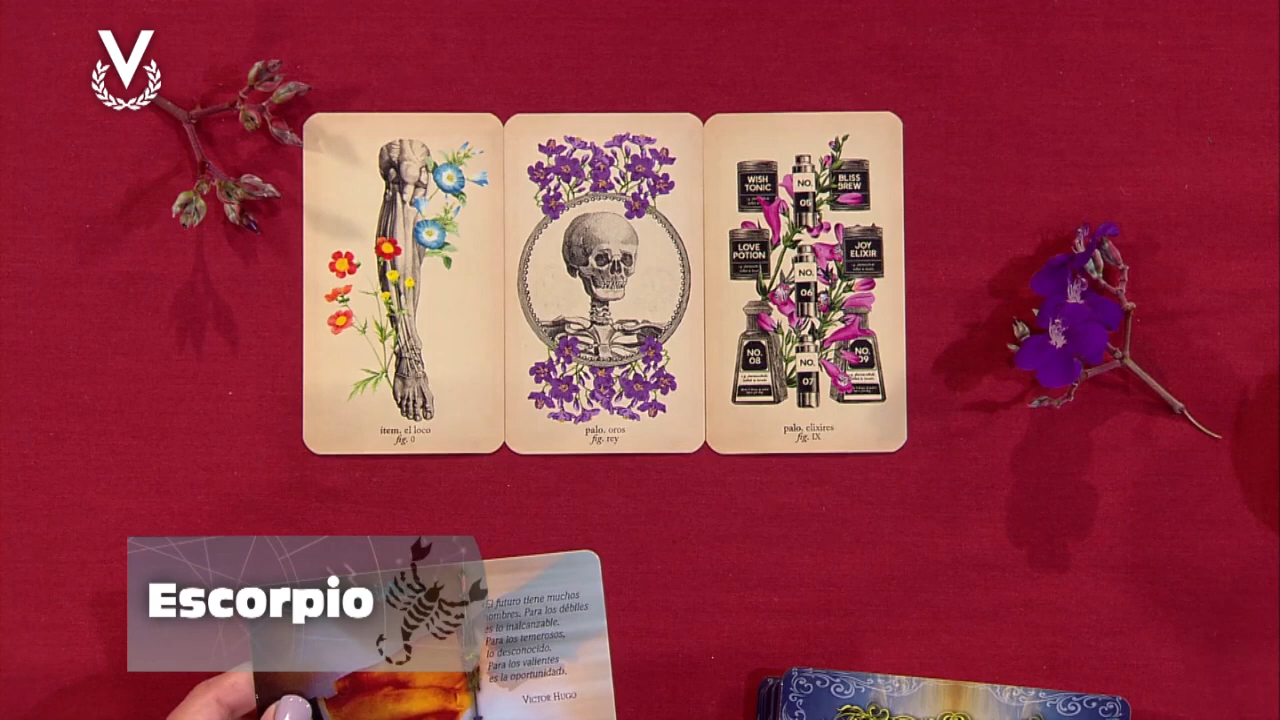 V
item. el loco
fig. 0
palo. oros
fig. rey
WISH
TONIC
NO.
05
BLISS
BREW
LOVE
POTION
NO.
06
JOY
ELIXIR
NO.
08
NO.
07
NO.
09
palo. elixires
fig. IX
Escorpio
El futuro tiene muchos
nombres. Para los débiles
es lo inalcanzable.
Para los temerosos,
lo desconocido.
Para los valientes
es la oportunidad.
VICTOR HUGO